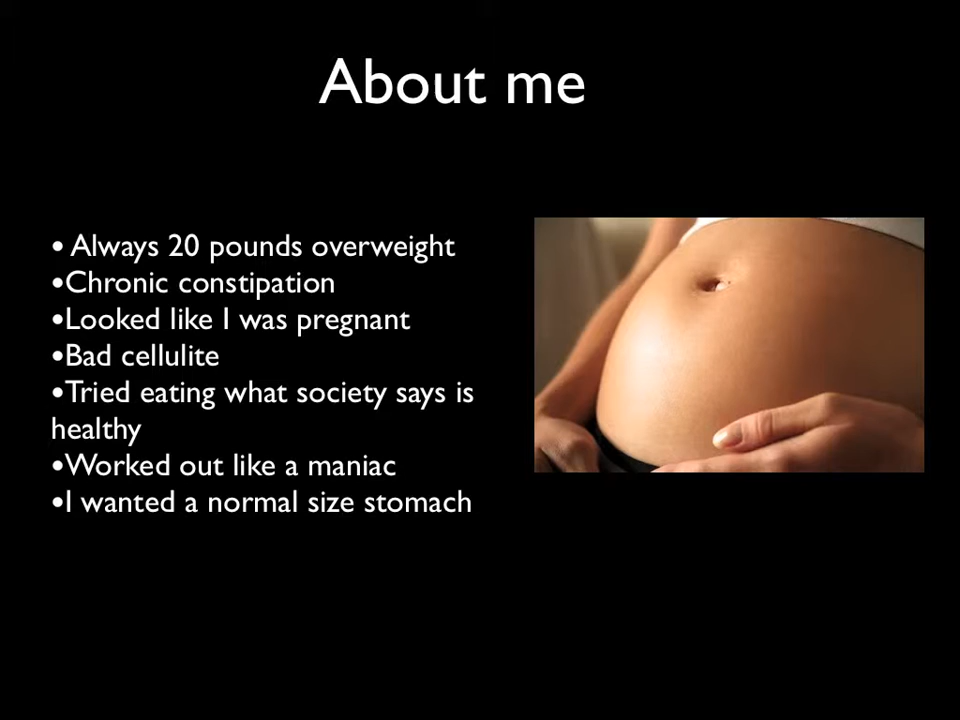 About me
• Always 20 pounds overweight
•Chronic constipation
•Looked like I was pregnant
•Bad cellulite
•Tried eating what society says is
healthy
•Worked out like a maniac
•I wanted a normal size stomach